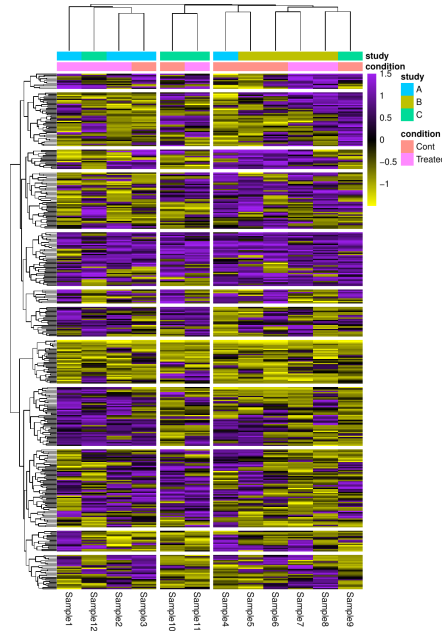 study
condition
1.5
1
0.5
0
−0.5
−1
study
A
B
C
condition
Cont
Treated
Sample1
Sample12
Sample2
Sample3
Sample10
Sample11
Sample4
Sample5
Sample6
Sample7
Sample8
Sample9